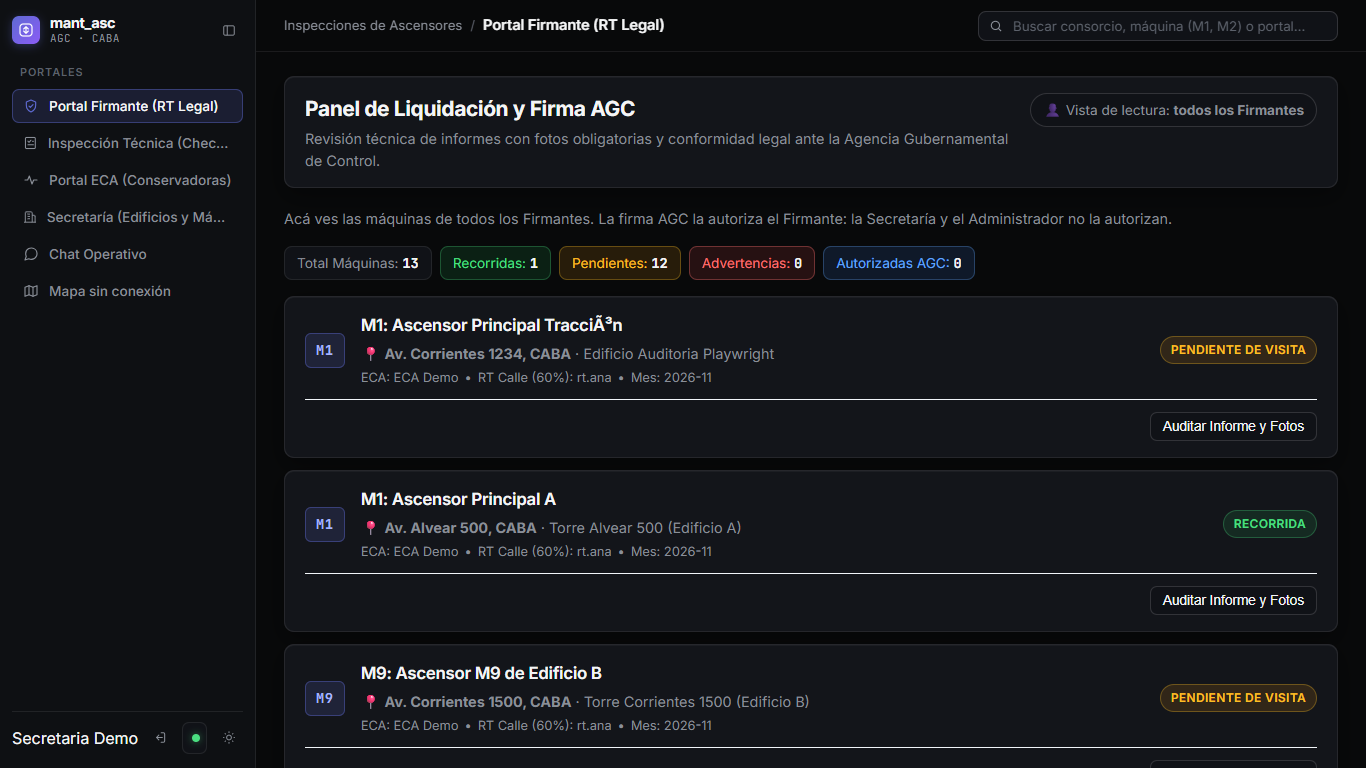 mant_asc
AGC · CABA
PORTALES
Portal Firmante (RT Legal)
Inspección Técnica (Chec...
Portal ECA (Conservadoras)
Secretaría (Edificios y Má...
Chat Operativo
Mapa sin conexión
Secretaria Demo
Inspecciones de Ascensores / Portal Firmante (RT Legal)
Buscar consorcio, máquina (M1, M2) o portal...
Panel de Liquidación y Firma AGC
Revisión técnica de informes con fotos obligatorias y conformidad legal ante la Agencia Gubernamental
de Control.
Vista de lectura: todos los Firmantes
Acá ves las máquinas de todos los Firmantes. La firma AGC la autoriza el Firmante: la Secretaría y el Administrador no la autorizan.
Total Máquinas: 13
Recorridas: 1
Pendientes: 12
Advertencias: 0
Autorizadas AGC: 0
M1
M1: Ascensor Principal TracciÃ³n
Av. Corrientes 1234, CABA · Edificio Auditoria Playwright
ECA: ECA Demo • RT Calle (60%): rt.ana • Mes: 2026-11
PENDIENTE DE VISITA
Auditar Informe y Fotos
M1
M1: Ascensor Principal A
Av. Alvear 500, CABA · Torre Alvear 500 (Edificio A)
ECA: ECA Demo • RT Calle (60%): rt.ana • Mes: 2026-11
RECORRIDA
Auditar Informe y Fotos
M9
M9: Ascensor M9 de Edificio B
Av. Corrientes 1500, CABA · Torre Corrientes 1500 (Edificio B)
ECA: ECA Demo • RT Calle (60%): rt.ana • Mes: 2026-11
PENDIENTE DE VISITA